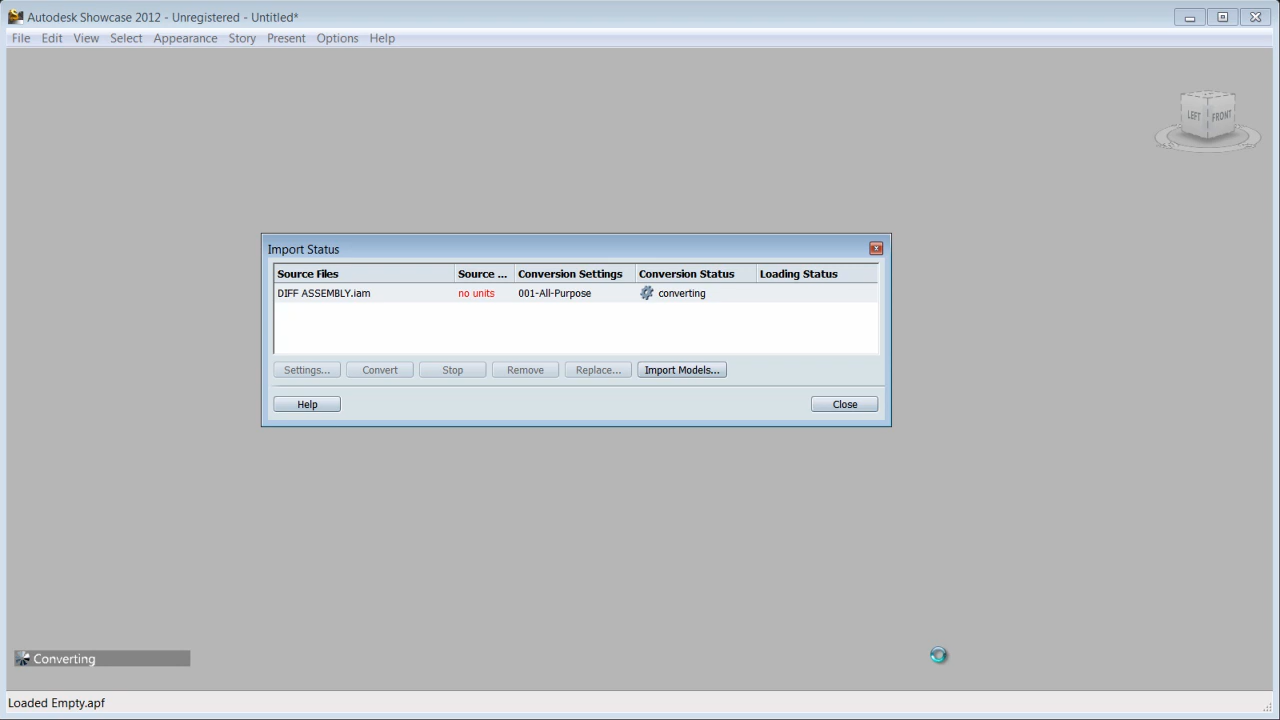 Autodesk Showcase 2012 - Unregistered - Untitled*
File Edit View Select Appearance Story Present Options Help
LEFT FRONT
Import Status
Source Files Source ... Conversion Settings Conversion Status Loading Status
DIFF ASSEMBLY.iam no units 001-All-Purpose converting
Settings... Convert Stop Remove Replace... Import Models...
Help Close
Converting
Loaded Empty.apf